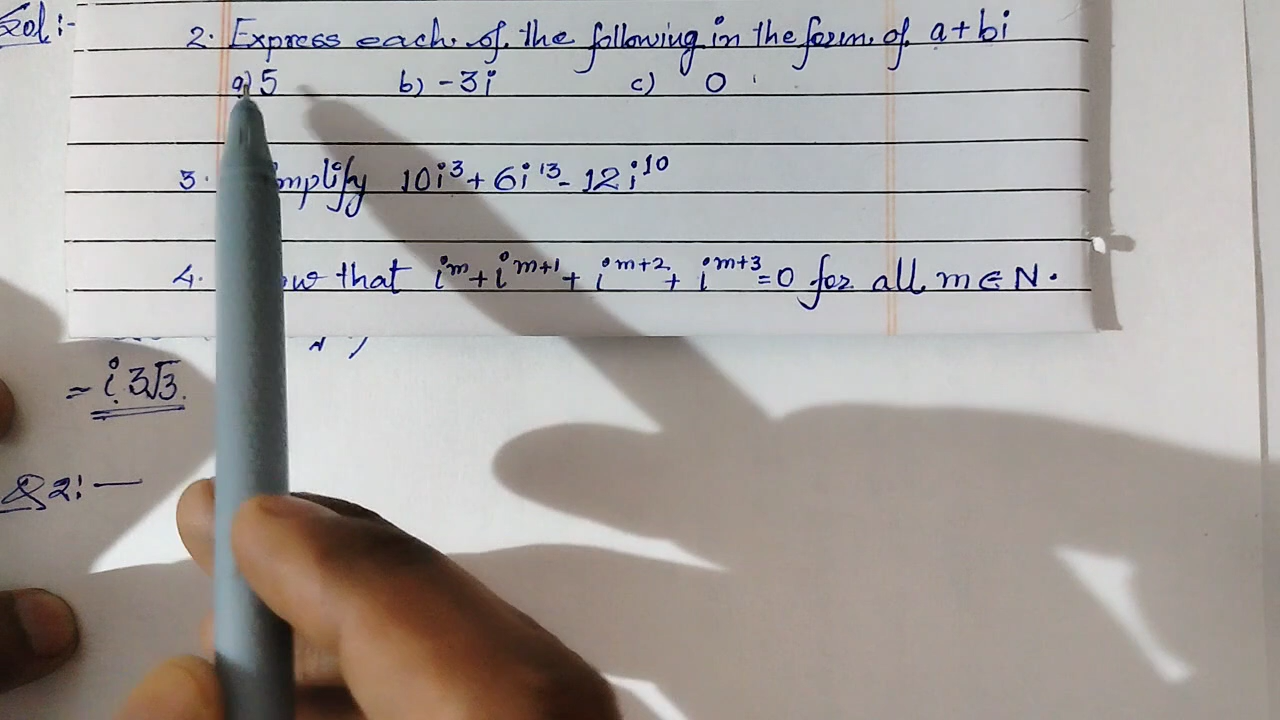 Sol:-
2. Express each of the following in the form of a+bi
a) 5 b) -3i c) 0
3. mplify 10i³ + 6i¹³ - 12i¹⁰
4. ow that iᵐ + iᵐ⁺¹ + iᵐ⁺² + iᵐ⁺³ = 0 for all m ∈ N.
= i 3√3.
Q2:—